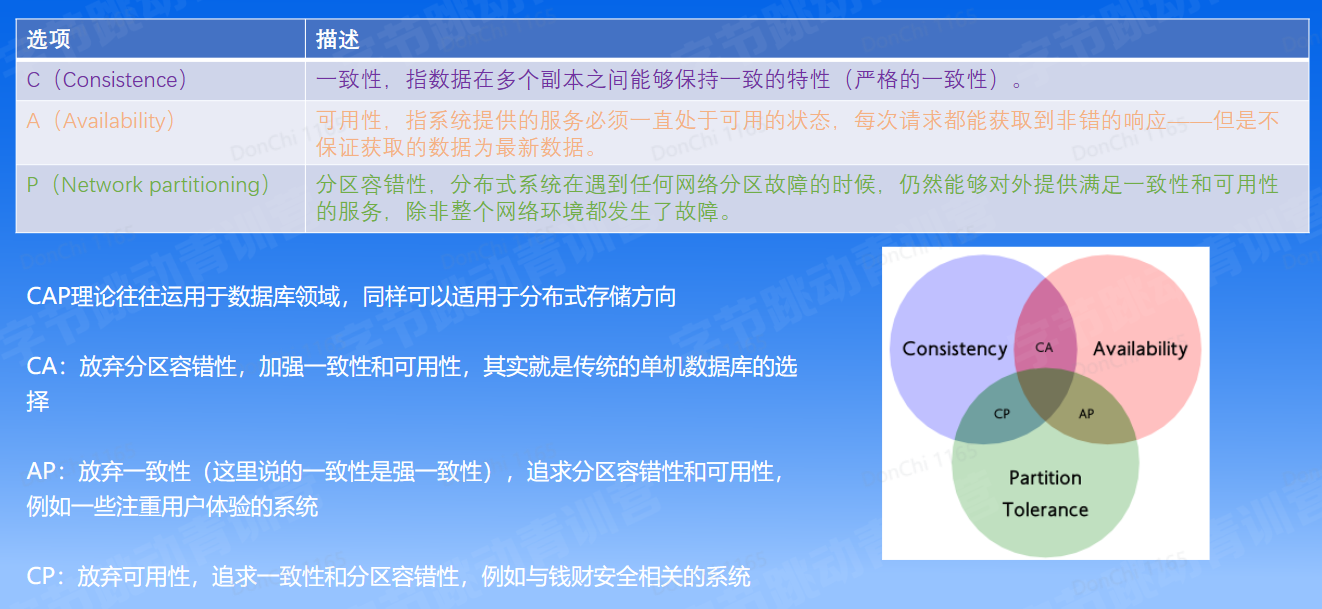 选项 描述
C（Consistence） 一致性，指数据在多个副本之间能够保持一致的特性（严格的一致性）。
A（Availability） 可用性，指系统提供的服务必须一直处于可用的状态，每次请求都能获取到非错的响应——但是不
保证获取的数据为最新数据。
P（Network partitioning） 分区容错性，分布式系统在遇到任何网络分区故障的时候，仍然能够对外提供满足一致性和可用性
的服务，除非整个网络环境都发生了故障。
CAP理论往往运用于数据库领域，同样可以适用于分布式存储方向
CA：放弃分区容错性，加强一致性和可用性，其实就是传统的单机数据库的选
择
AP：放弃一致性（这里说的一致性是强一致性），追求分区容错性和可用性，
例如一些注重用户体验的系统
CP：放弃可用性，追求一致性和分区容错性，例如与钱财安全相关的系统
Consistency CA Availability
CP AP
Partition
Tolerance
字节跳动青训营
DonChi 1165